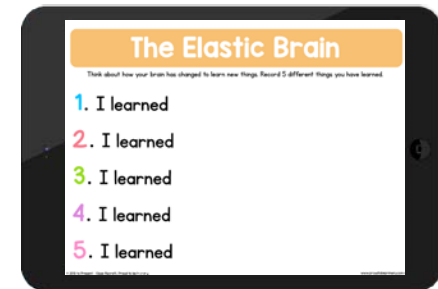 The Elastic Brain
Think about how your brain has changed to learn new things. Record 5 different things you have learned.
1. I learned
2. I learned
3. I learned
4. I learned
5. I learned